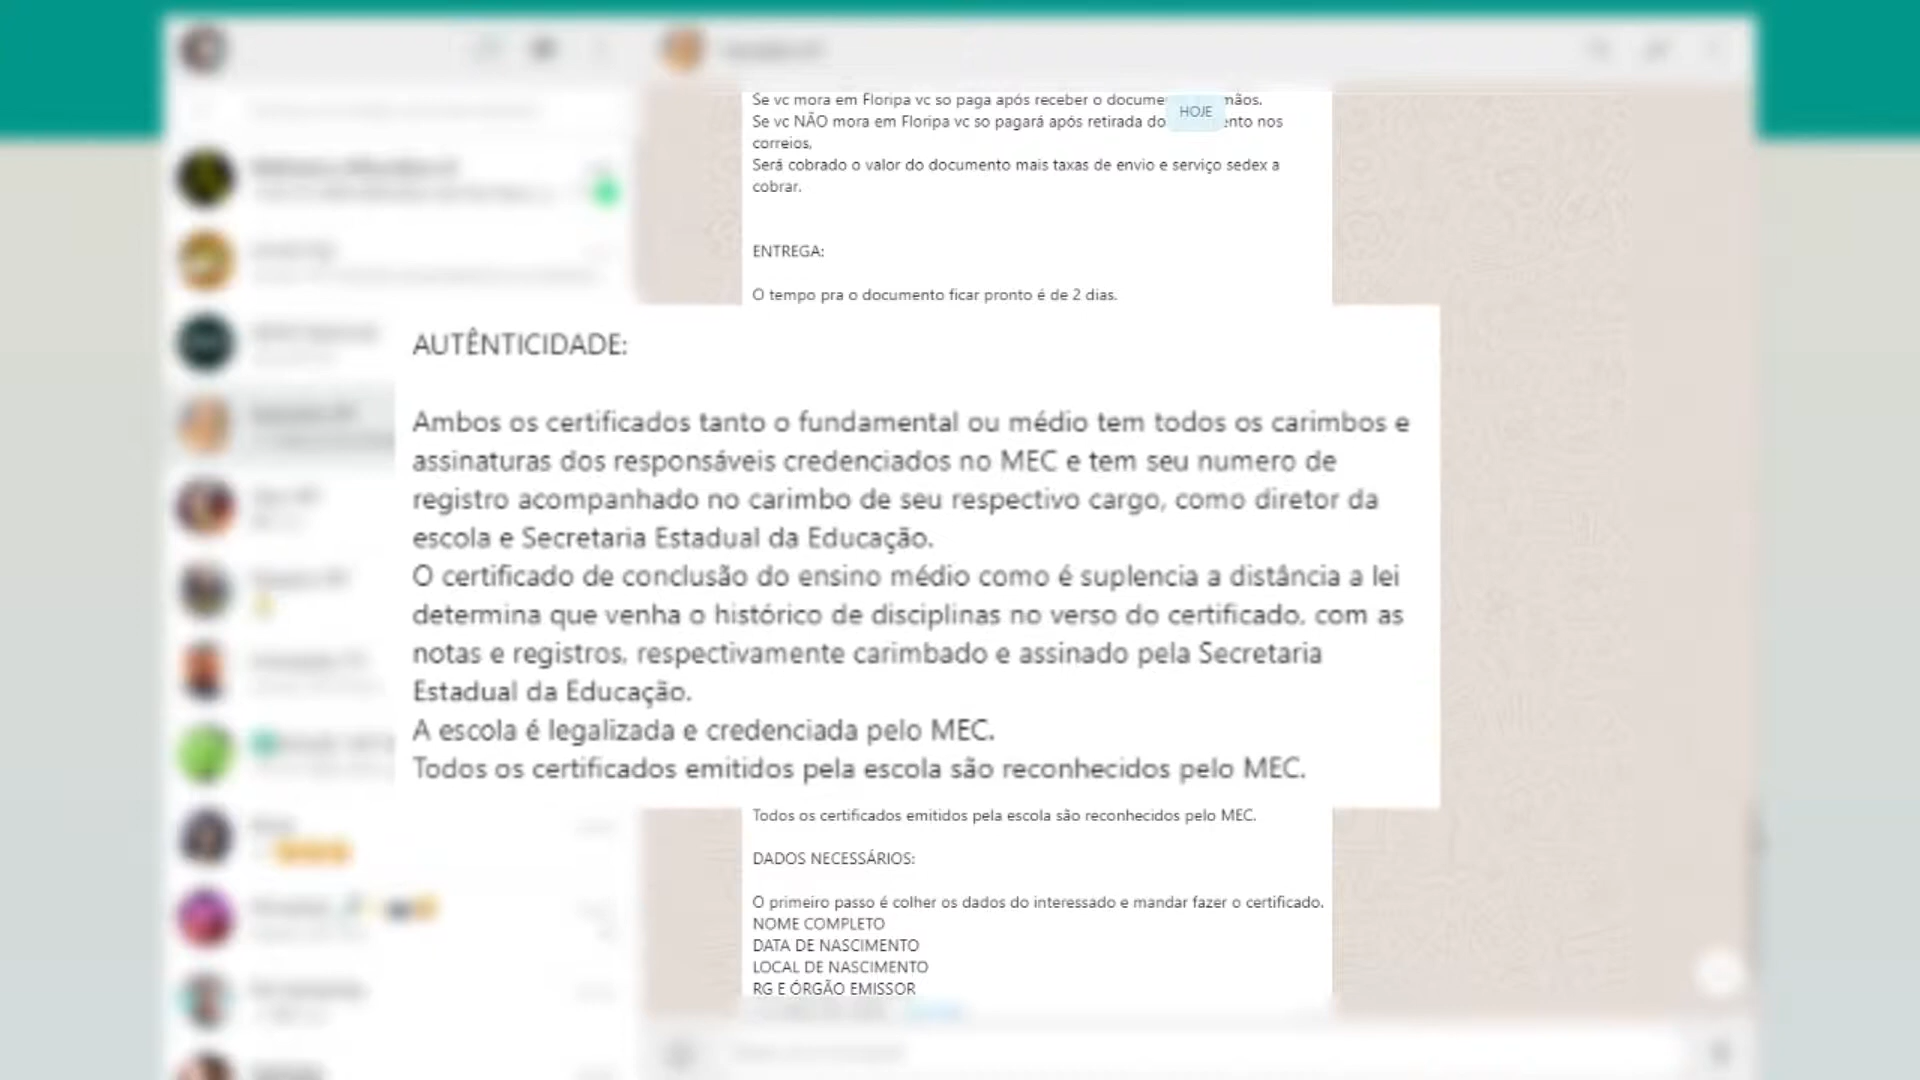 Se vc mora em Floripa vc so paga após receber o mãos.
HOJE
Se vc NÃO mora em Floripa vc so pagará após retirada do nos
correios,
Será cobrado o valor do documento mais taxas de envio e serviço sedex a
cobrar.
ENTREGA:
O tempo pra o documento ficar pronto é de 2 dias.
AUTÊNTICIDADE:
Ambos os certificados tanto o fundamental ou médio tem todos os carimbos e
assinaturas dos responsáveis credenciados no MEC e tem seu numero de
registro acompanhado no carimbo de seu respectivo cargo, como diretor da
escola e Secretaria Estadual da Educação.
O certificado de conclusão do ensino médio como é suplencia a distância a lei
determina que venha o histórico de disciplinas no verso do certificado. com as
notas e registros, respectivamente carimbado e assinado pela Secretaria
Estadual da Educação.
A escola é legalizada e credenciada pelo MEC.
Todos os certificados emitidos pela escola são reconhecidos pelo MEC.
Todos os certificados emitidos pela escola são reconhecidos pelo MEC.
DADOS NECESSÁRIOS:
O primeiro passo é colher os dados do interessado e mandar fazer o certificado.
NOME COMPLETO
DATA DE NASCIMENTO
LOCAL DE NASCIMENTO
RG E ÓRGÃO EMISSOR